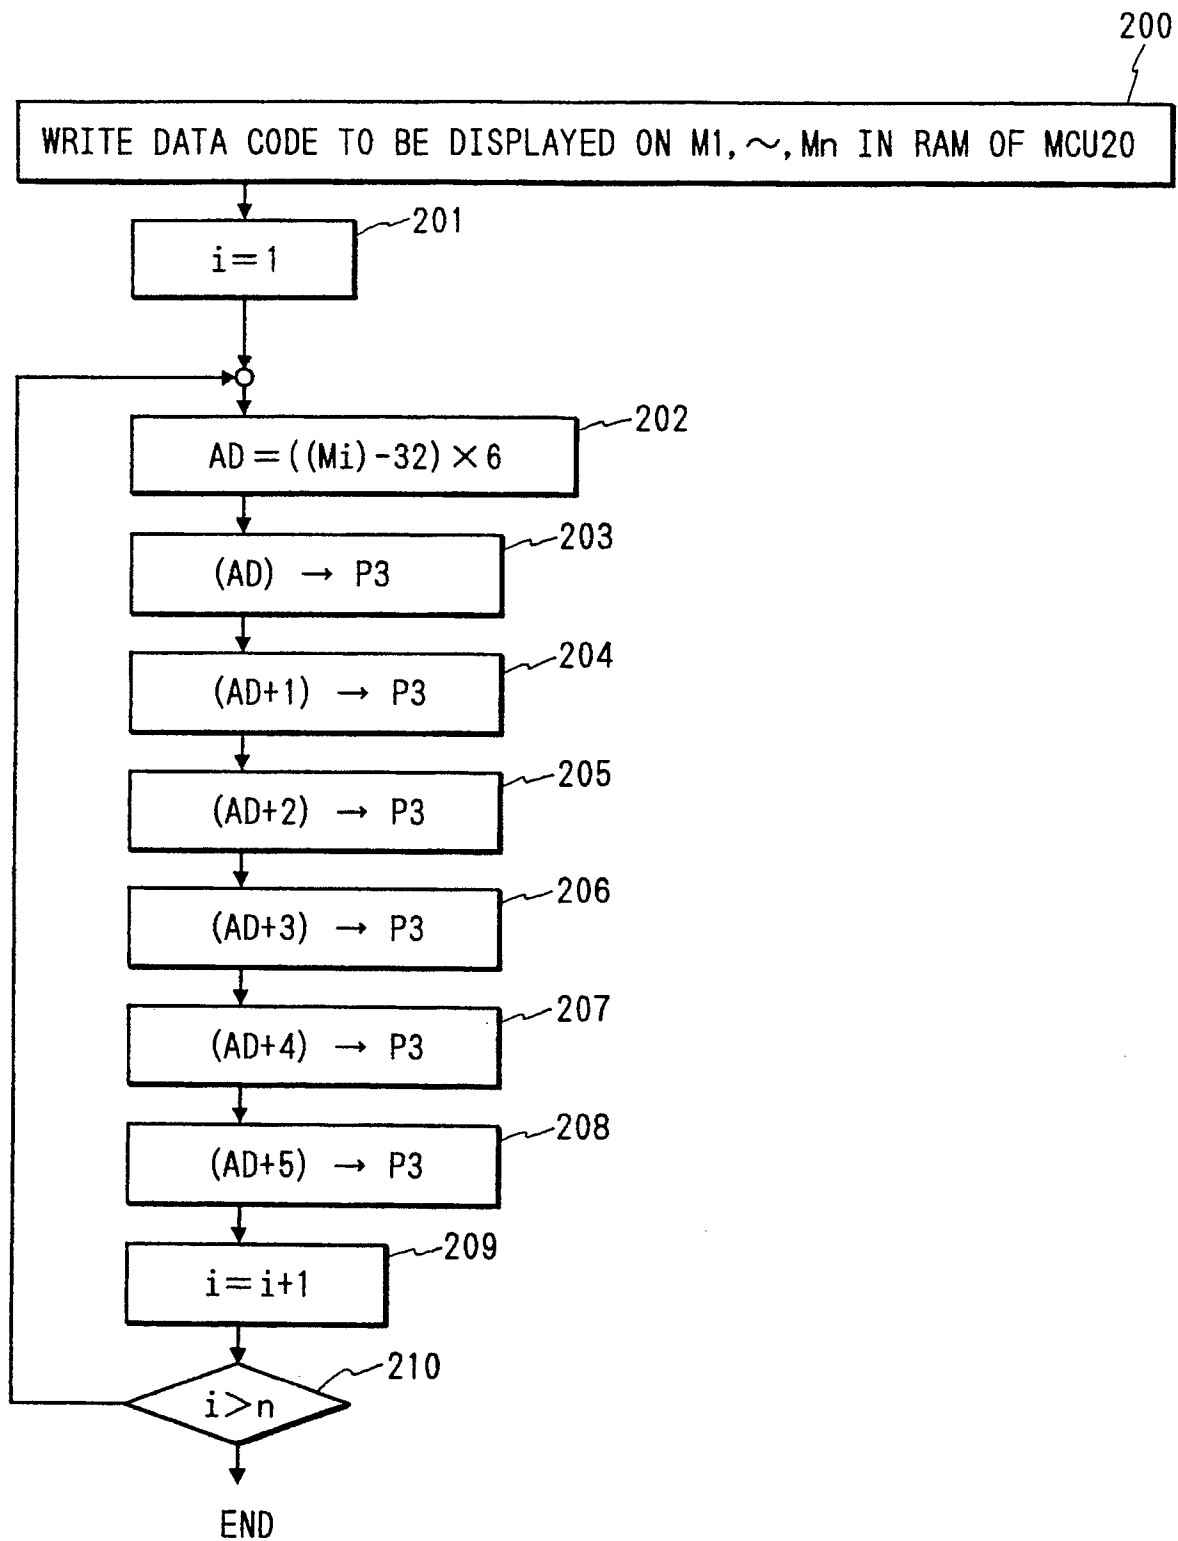 200
WRITE DATA CODE TO BE DISPLAYED ON M1,～,Mn IN RAM OF MCU20
201
i=1
202
AD=((Mi)-32)×6
203
(AD) → P3
204
(AD+1) → P3
205
(AD+2) → P3
206
(AD+3) → P3
207
(AD+4) → P3
208
(AD+5) → P3
209
i=i+1
210
i>n
END